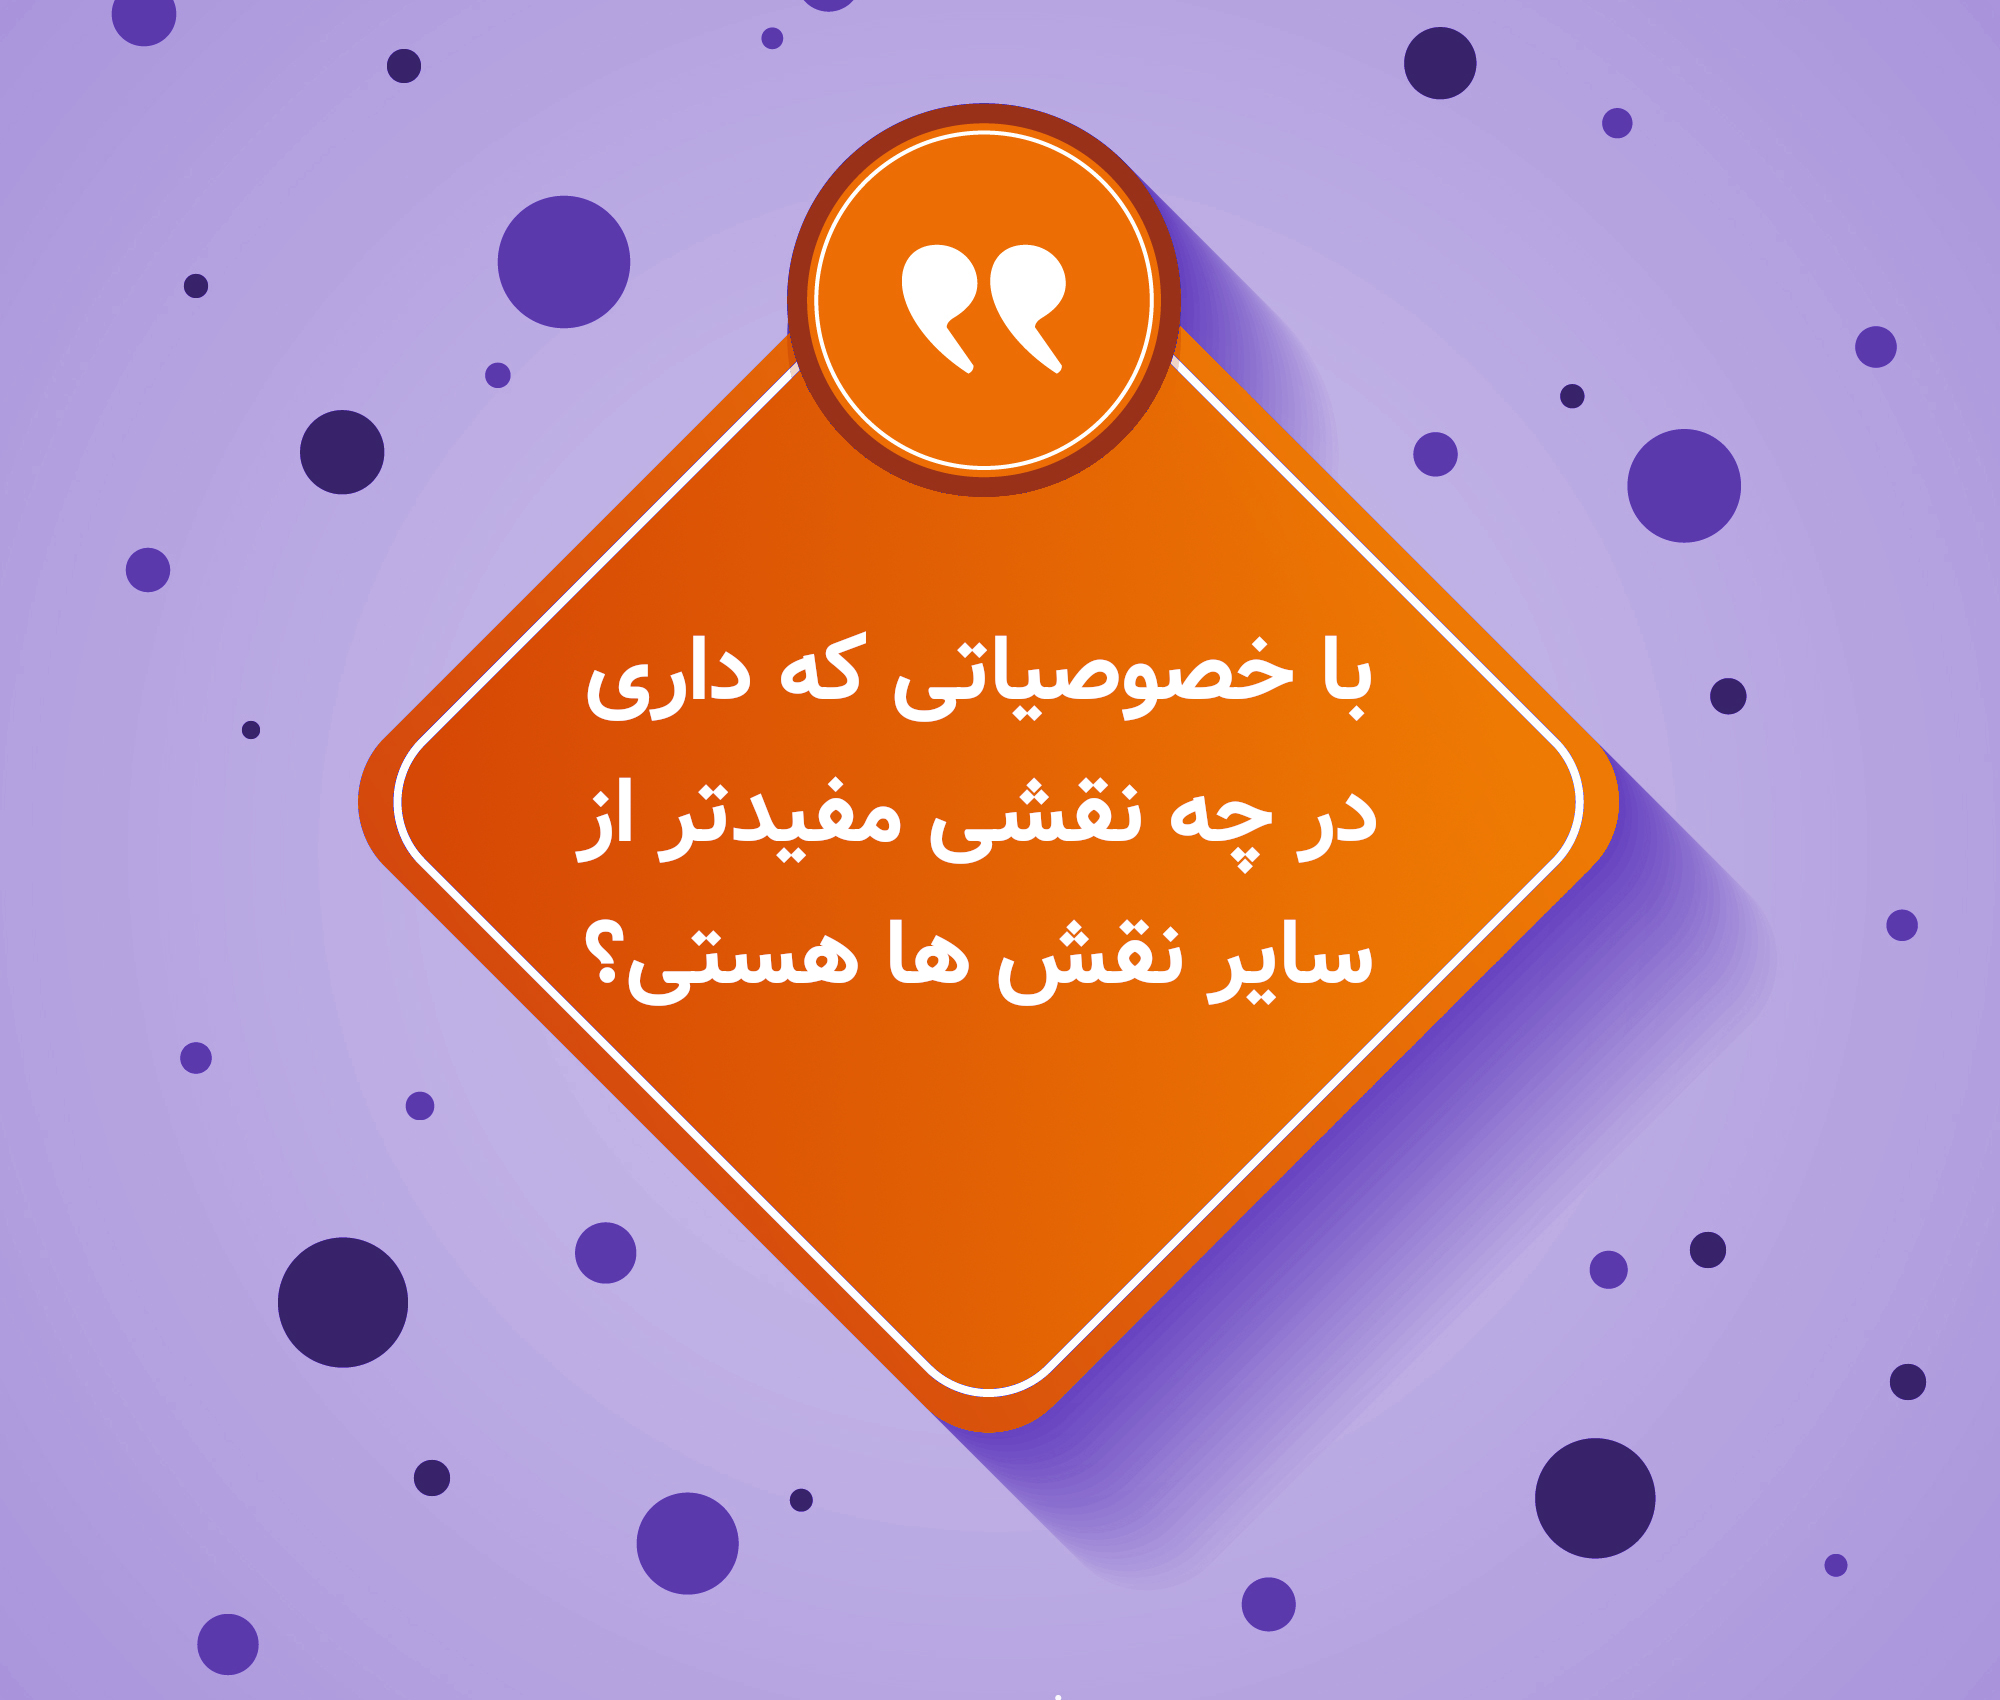 با خصوصیاتی که داری
در چه نقشی مفیدتر از
سایر نقش ها هستی؟